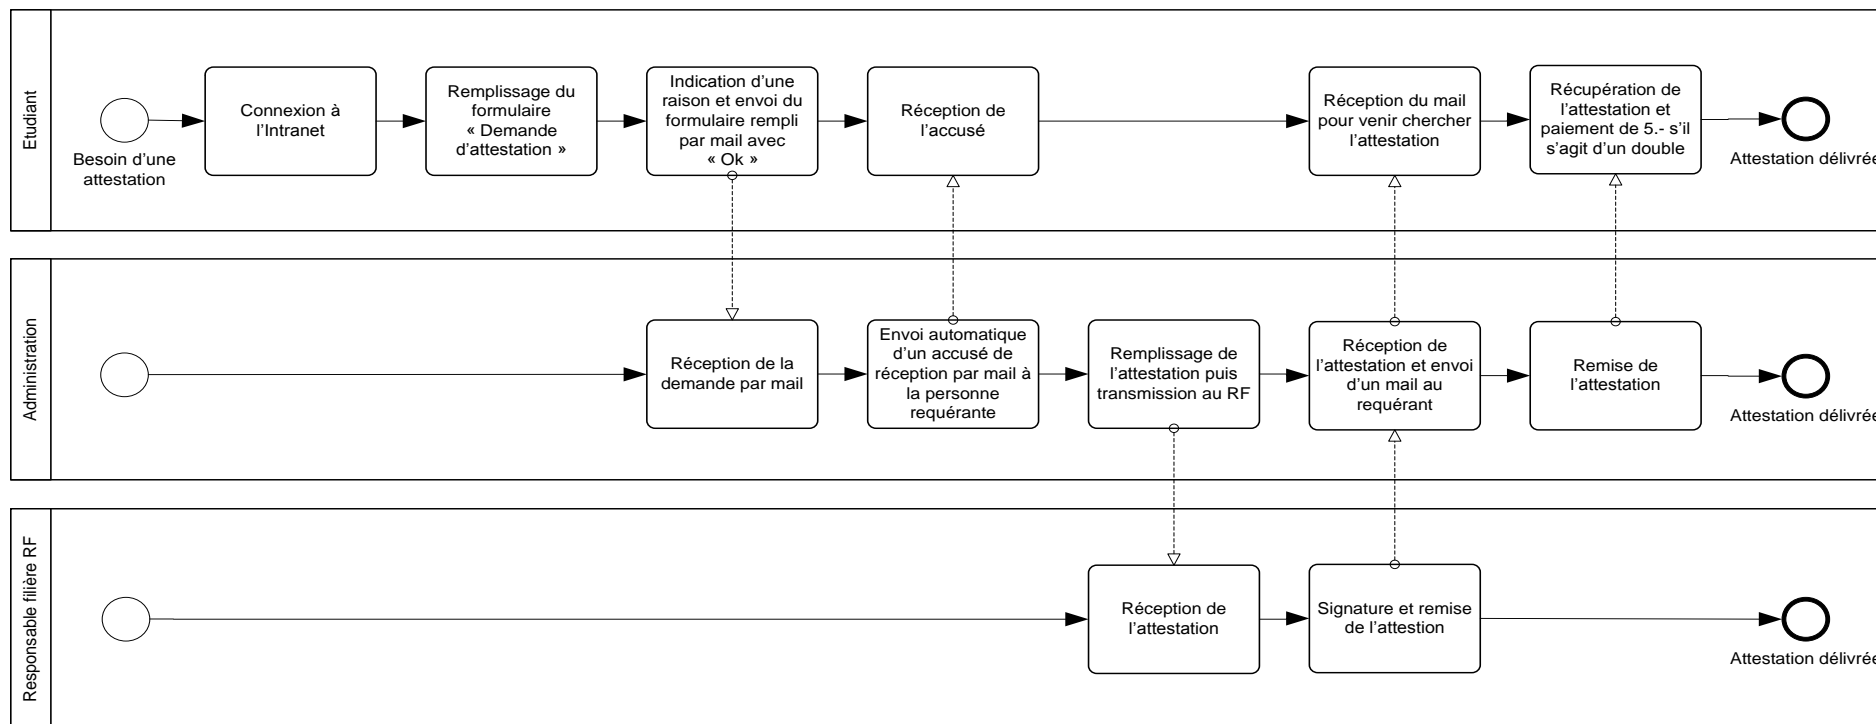 Etudiant
Besoin d’une
attestation
Connexion à
l’Intranet
Remplissage du
formulaire
« Demande
d’attestation »
Indication d’une
raison et envoi du
formulaire rempli
par mail avec
« Ok »
Réception de
l’accusé
Réception du mail
pour venir chercher
l’attestation
Récupération de
l’attestation et
paiement de 5.- s’il
s’agit d’un double
Attestation délivrée
Administration
Réception de la
demande par mail
Envoi automatique
d’un accusé de
réception par mail à
la personne
requérante
Remplissage de
l’attestation puis
transmission au RF
Réception de
l’attestation et envoi
d’un mail au
requérant
Remise de
l’attestation
Attestation délivrée
Responsable filière RF
Réception de
l’attestation
Signature et remise
de l’attestion
Attestation délivrée